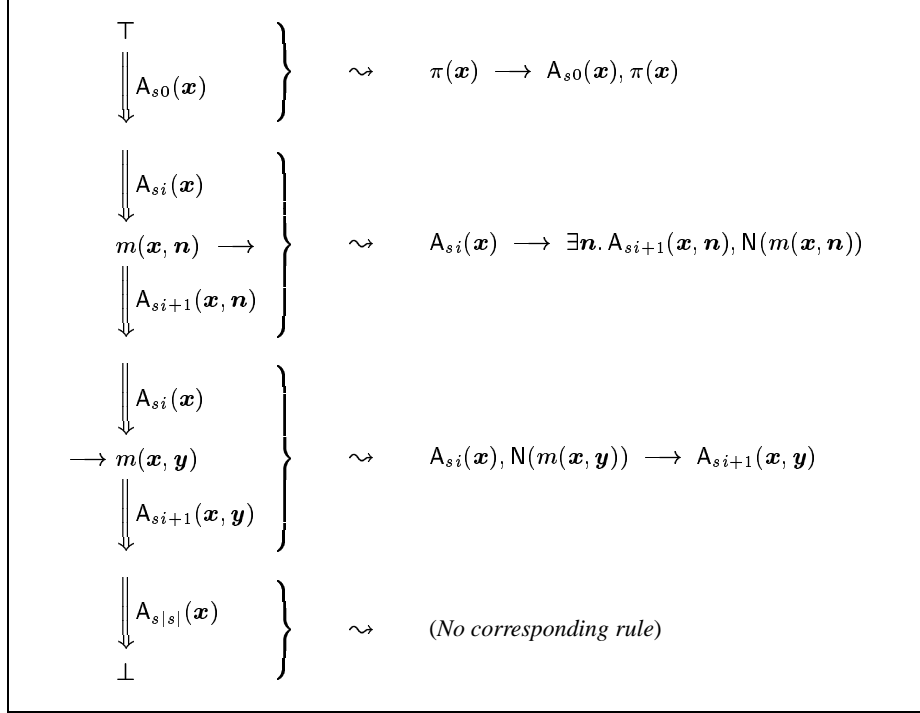 ⊤
A_{s0}(x) } ⇝ π(x) ⟶ A_{s0}(x), π(x)
A_{si}(x)
m(x, n) ⟶ } ⇝ A_{si}(x) ⟶ ∃n. A_{si+1}(x, n), N(m(x, n))
A_{si+1}(x, n)
A_{si}(x)
⟶ m(x, y) } ⇝ A_{si}(x), N(m(x, y)) ⟶ A_{si+1}(x, y)
A_{si+1}(x, y)
A_{s|s|}(x) } ⇝ (No corresponding rule)
⊥